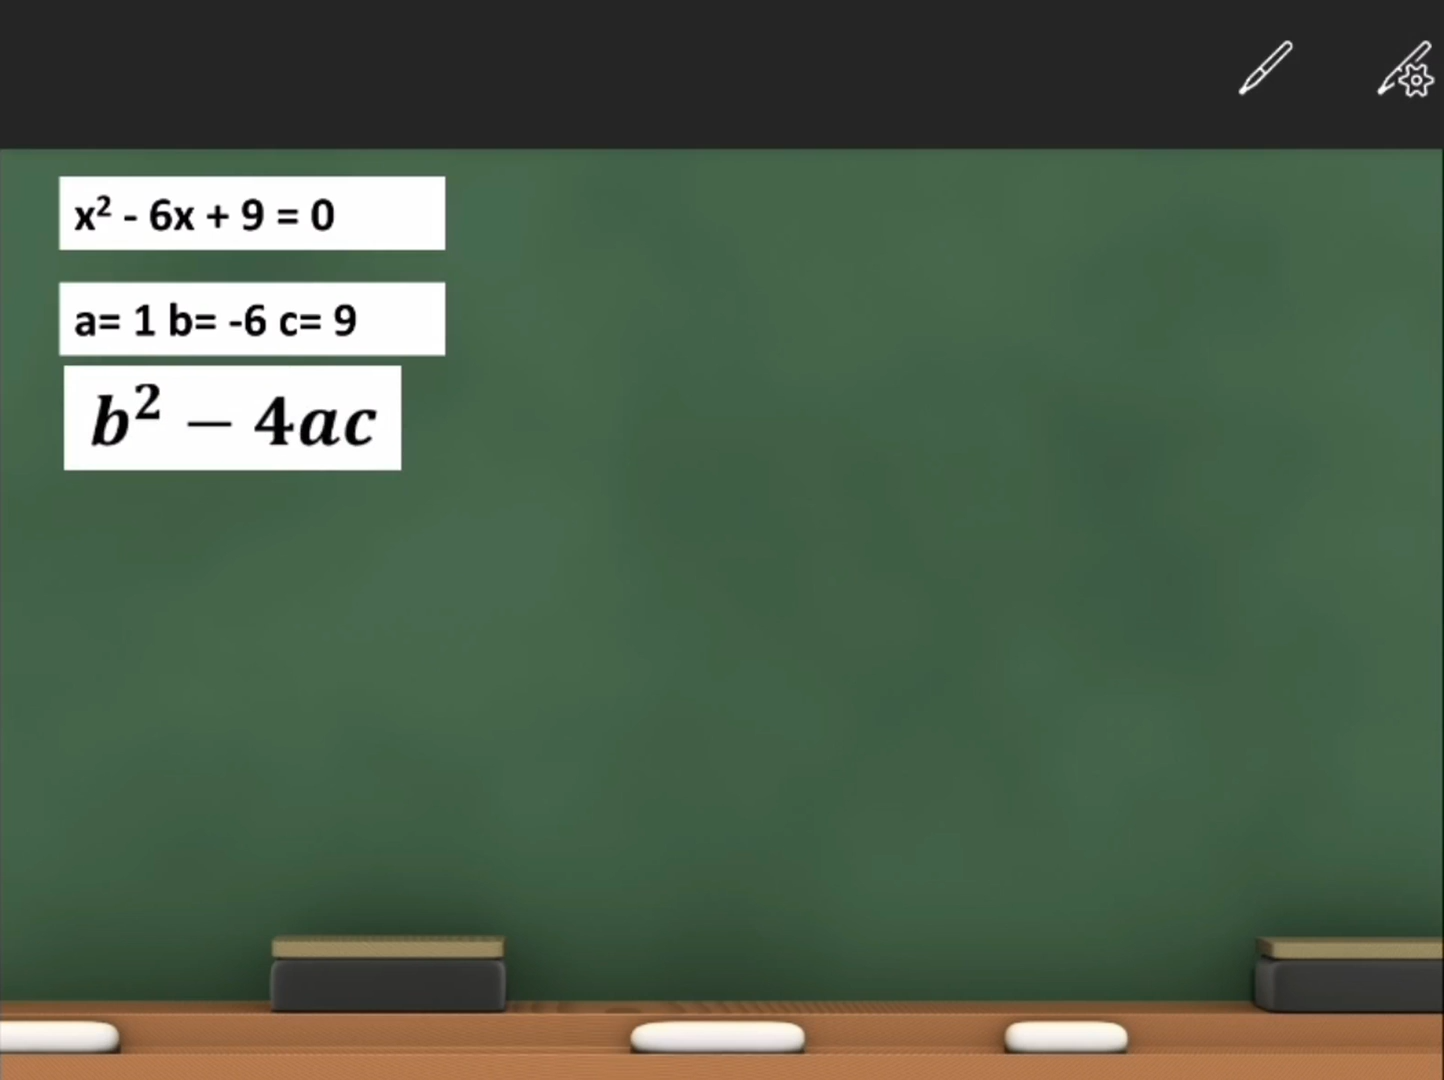 x² - 6x + 9 = 0
a= 1 b= -6 c= 9
b² − 4ac